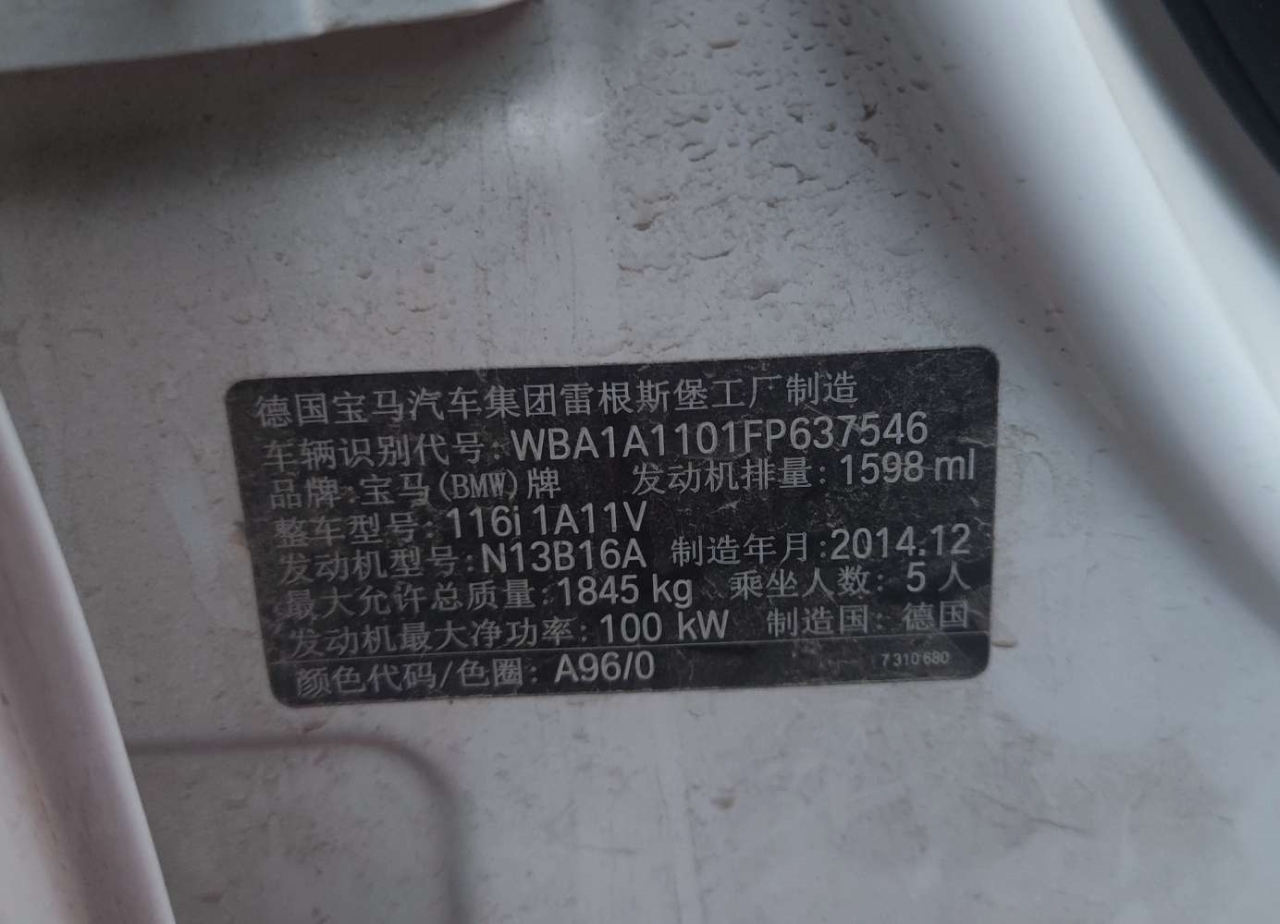 德国宝马汽车集团雷根斯堡工厂制造
车辆识别代号: WBA1A1101FP637546
品牌: 宝马(BMW)牌 发动机排量: 1598 ml
整车型号: 116i 1A11V
发动机型号: N13B16A 制造年月: 2014.12
最大允许总质量: 1845 kg 乘坐人数: 5 人
发动机最大净功率: 100 kW 制造国: 德国
颜色代码/色圈: A96/0 7 310 680